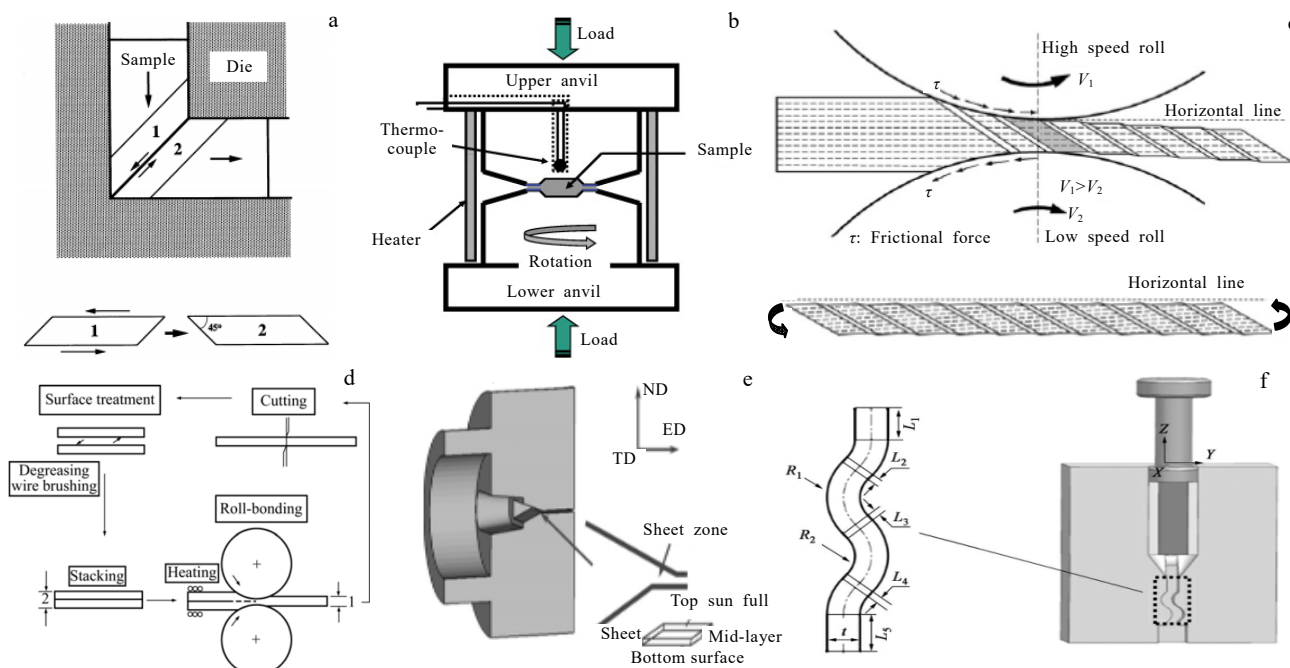 a
Sample
Die
1
2
1
45°
2
b
Load
Upper anvil
Thermo-
couple
Sample
Heater
Rotation
Lower anvil
Load
High speed roll
V1
τ
Horizontal line
τ
V1>V2
V2
τ: Frictional force
Low speed roll
Horizontal line
d
Surface treatment
Cutting
Degreasing
wire brushing
Roll-bonding
Stacking
Heating
2
1
e
ND
ED
TD
Sheet zone
Top sun full
Sheet
Mid-layer
Bottom surface
f
L1
R1
L2
L3
R2
L4
t
L5
Z
X
Y